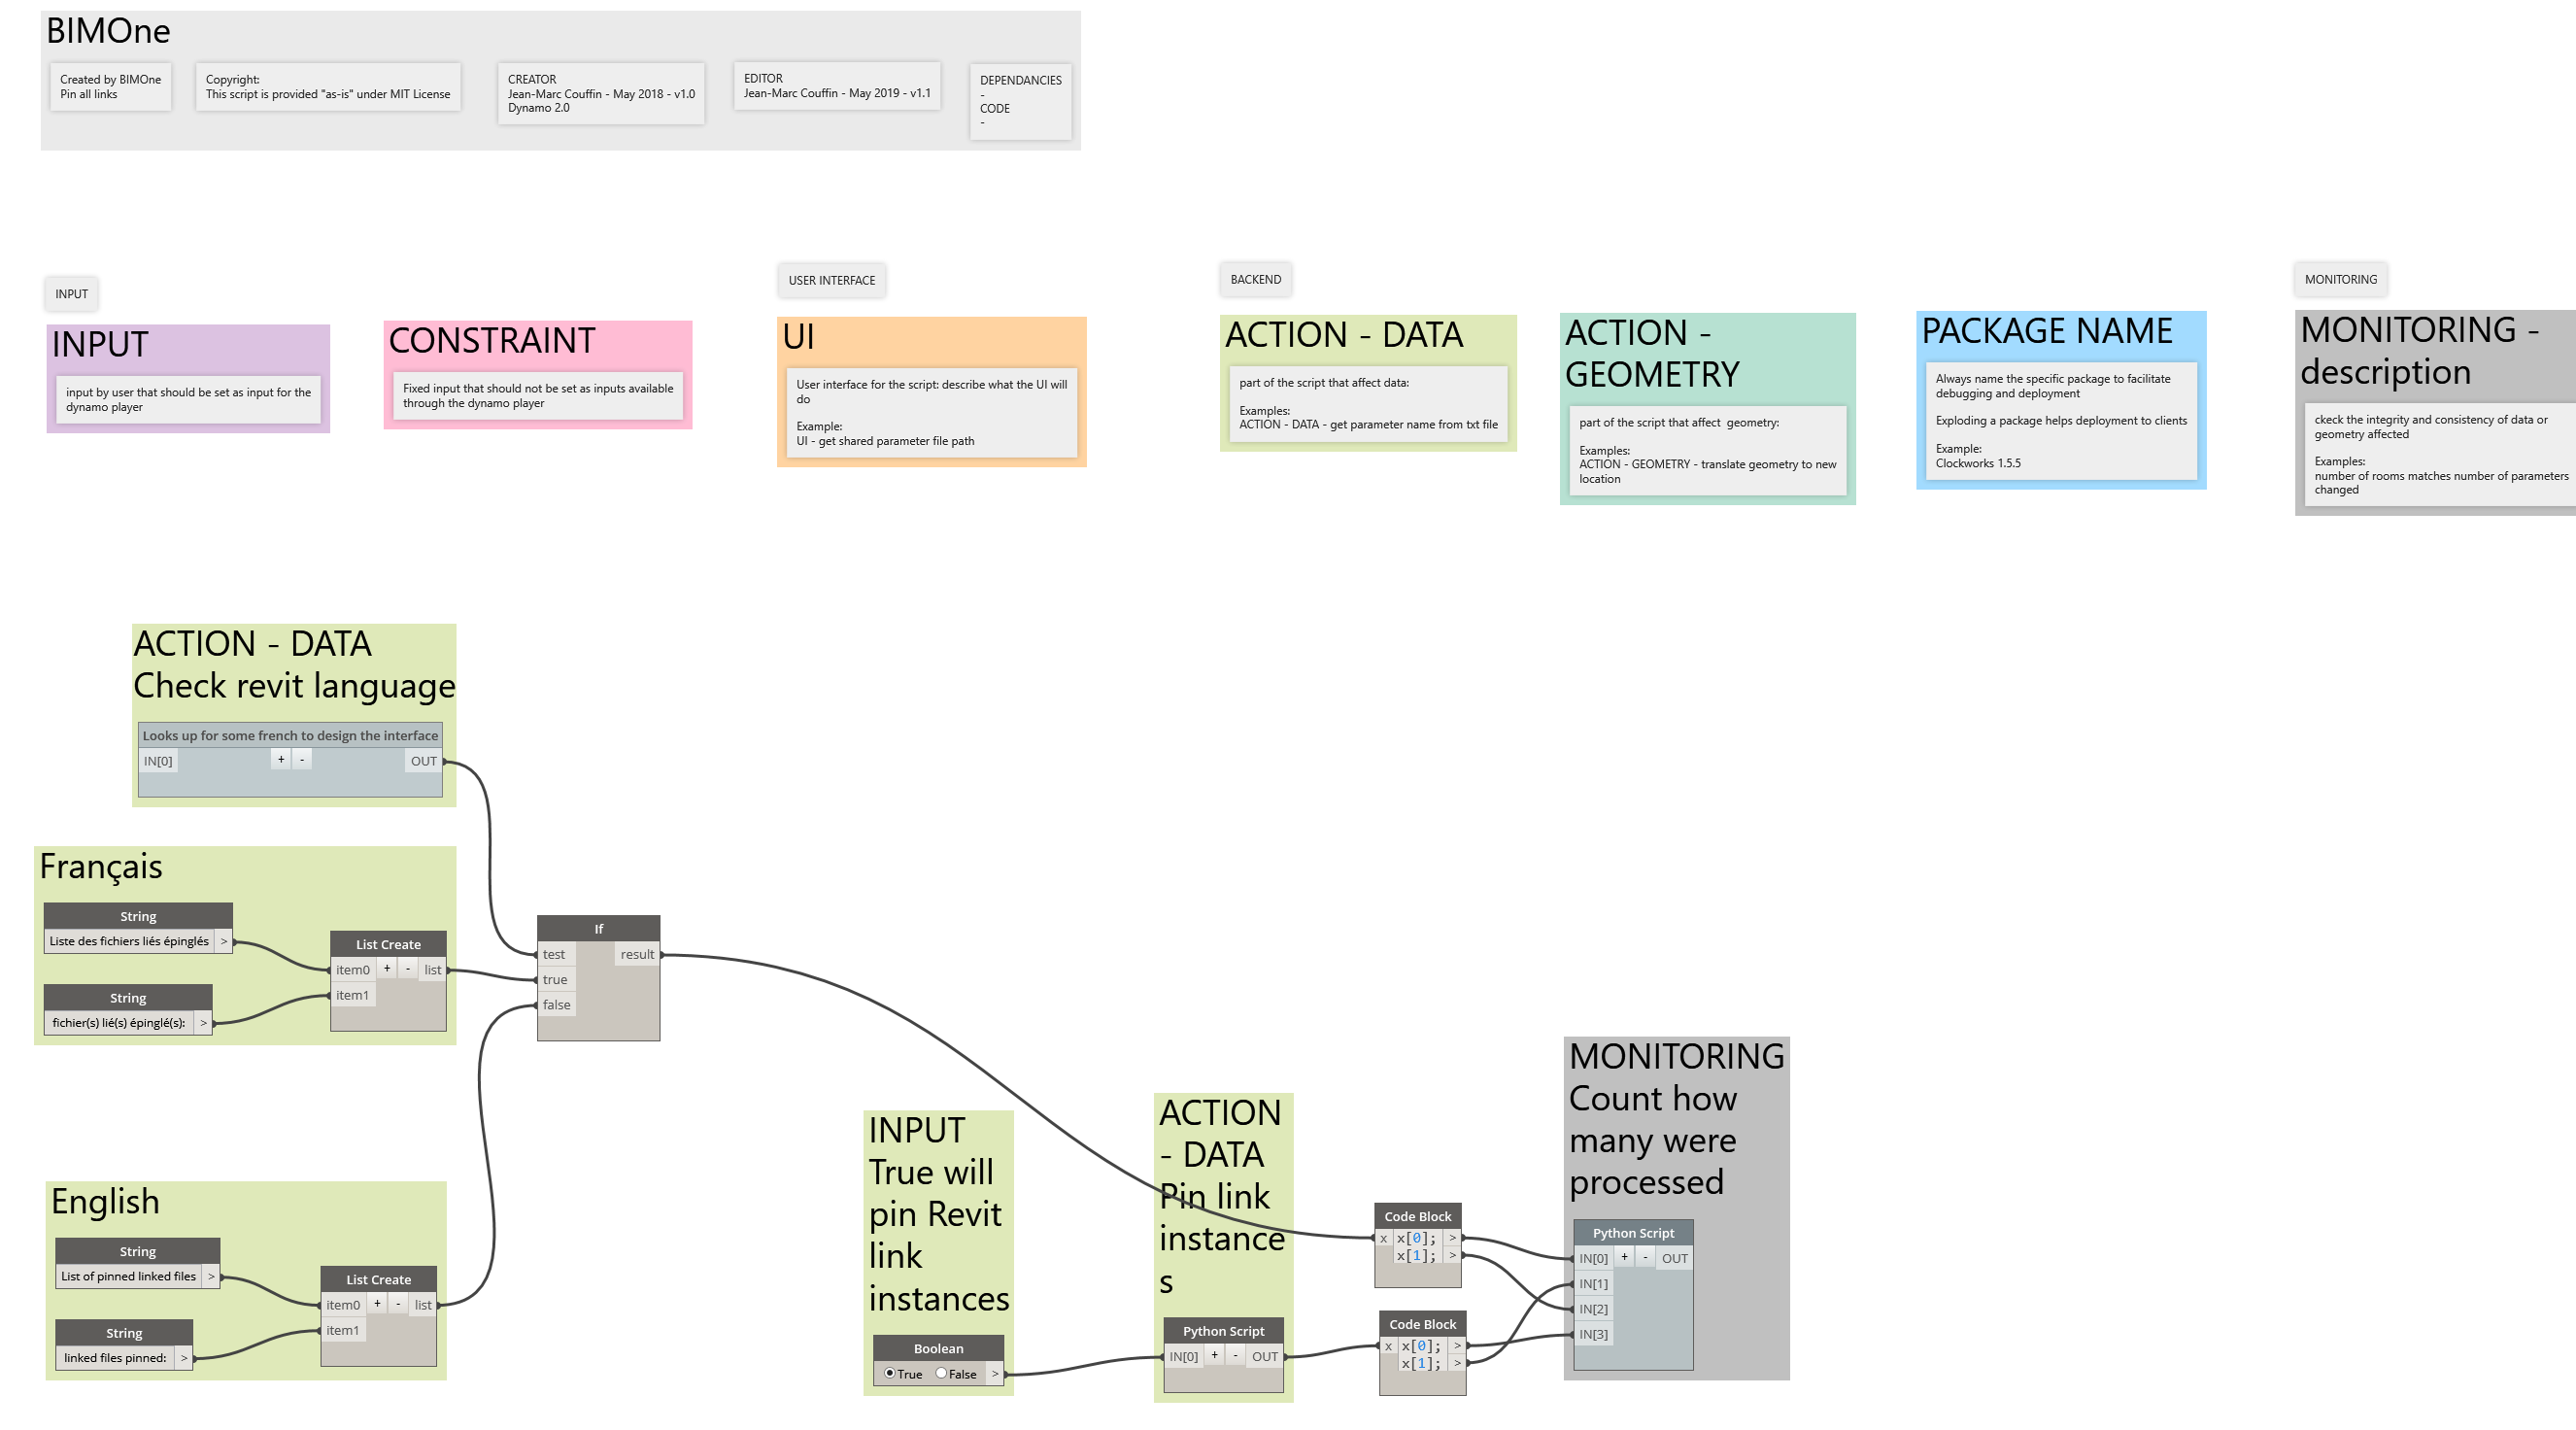 BIMOne
Created by BIMOne
Pin all links
Copyright:
This script is provided "as-is" under MIT License
CREATOR
Jean-Marc Couffin - May 2018 - v1.0
Dynamo 2.0
EDITOR
Jean-Marc Couffin - May 2019 - v1.1
DEPENDANCIES
-
CODE
-
INPUT
INPUT
input by user that should be set as input for the
dynamo player
CONSTRAINT
Fixed input that should not be set as inputs available
through the dynamo player
USER INTERFACE
UI
User interface for the script: describe what the UI will
do
Example:
UI - get shared parameter file path
BACKEND
ACTION - DATA
part of the script that affect data:
Examples:
ACTION - DATA - get parameter name from txt file
ACTION -
GEOMETRY
part of the script that affect  geometry:
Examples:
ACTION - GEOMETRY - translate geometry to new
location
PACKAGE NAME
Always name the specific package to facilitate
debugging and deployment
Exploding a package helps deployment to clients
Example:
Clockworks 1.5.5
MONITORING
MONITORING -
description
ckeck the integrity and consistency of data or
geometry affected
Examples:
number of rooms matches number of parameters
changed
ACTION - DATA
Check revit language
Looks up for some french to design the interface
IN[0] + - OUT
Français
String
Liste des fichiers liés épinglés >
String
fichier(s) lié(s) épinglé(s): >
List Create
item0 + - list
item1
If
test result
true
false
English
String
List of pinned linked files >
String
linked files pinned: >
List Create
item0 + - list
item1
INPUT
True will
pin Revit
link
instances
Boolean
True False >
ACTION
- DATA
Pin link
instance
s
Python Script
IN[0] + - OUT
Code Block
x x[0]; >
x[1]; >
Code Block
x x[0]; >
x[1]; >
MONITORING
Count how
many were
processed
Python Script
IN[0] + - OUT
IN[1]
IN[2]
IN[3]